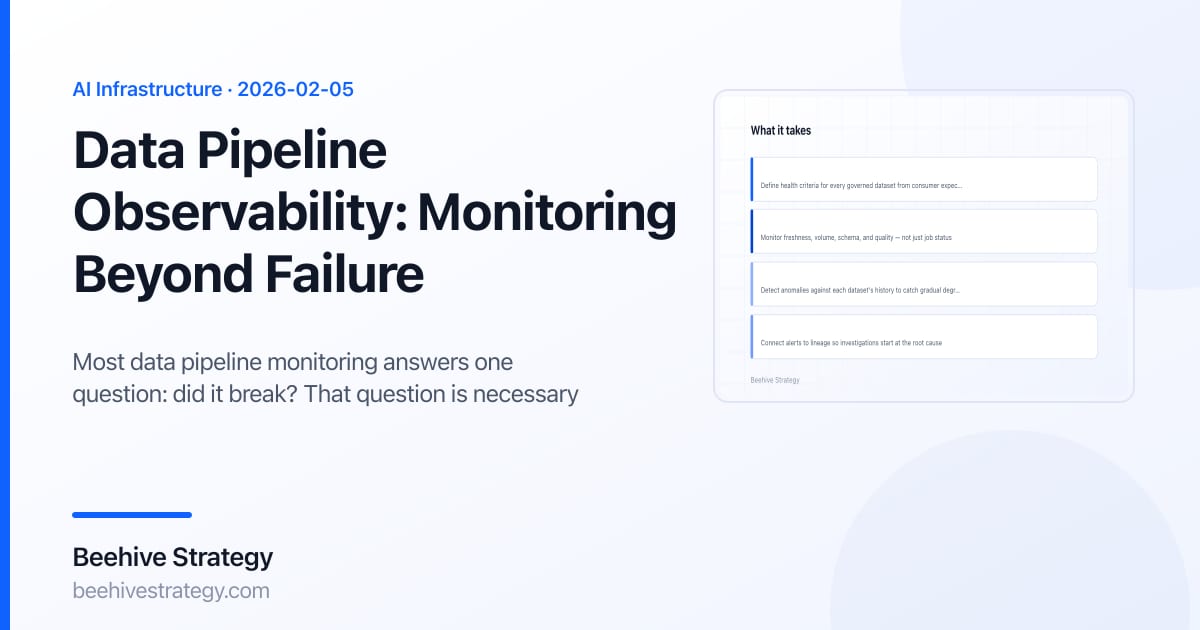 AI Infrastructure · 2026-02-05
Data Pipeline
Observability: Monitoring
Beyond Failure
Most data pipeline monitoring answers one
question: did it break? That question is necessary
Beehive Strategy
beehivestrategy.com
What it takes
Define health criteria for every governed dataset from consumer expec...
Monitor freshness, volume, schema, and quality — not just job status
Detect anomalies against each dataset's history to catch gradual degr...
Connect alerts to lineage so investigations start at the root cause
Beehive Strategy